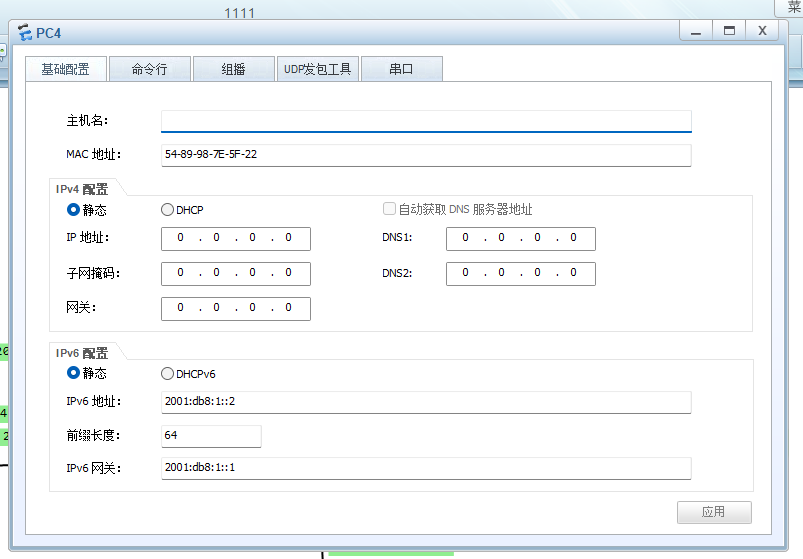 1111
菜
PC4
基础配置 命令行 组播 UDP发包工具 串口
主机名：
MAC 地址： 54-89-98-7E-5F-22
IPv4 配置
静态 DHCP 自动获取 DNS 服务器地址
IP 地址： 0 . 0 . 0 . 0 DNS1: 0 . 0 . 0 . 0
子网掩码： 0 . 0 . 0 . 0 DNS2: 0 . 0 . 0 . 0
网关： 0 . 0 . 0 . 0
IPv6 配置
静态 DHCPv6
IPv6 地址： 2001:db8:1::2
前缀长度： 64
IPv6 网关： 2001:db8:1::1
应用
20
4
2